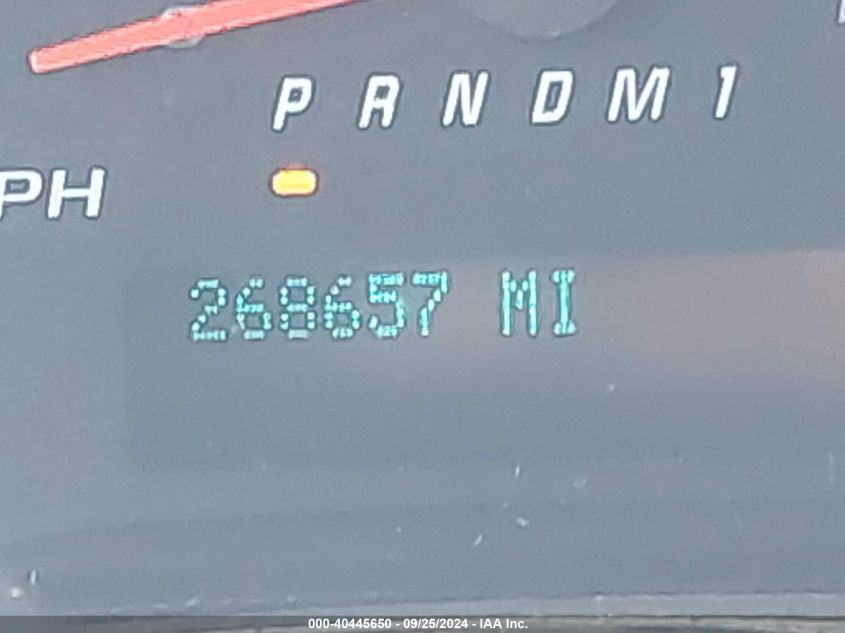 P R N D M 1
PH
268657 MI
000-40445650 - 09/25/2024 - IAA Inc.